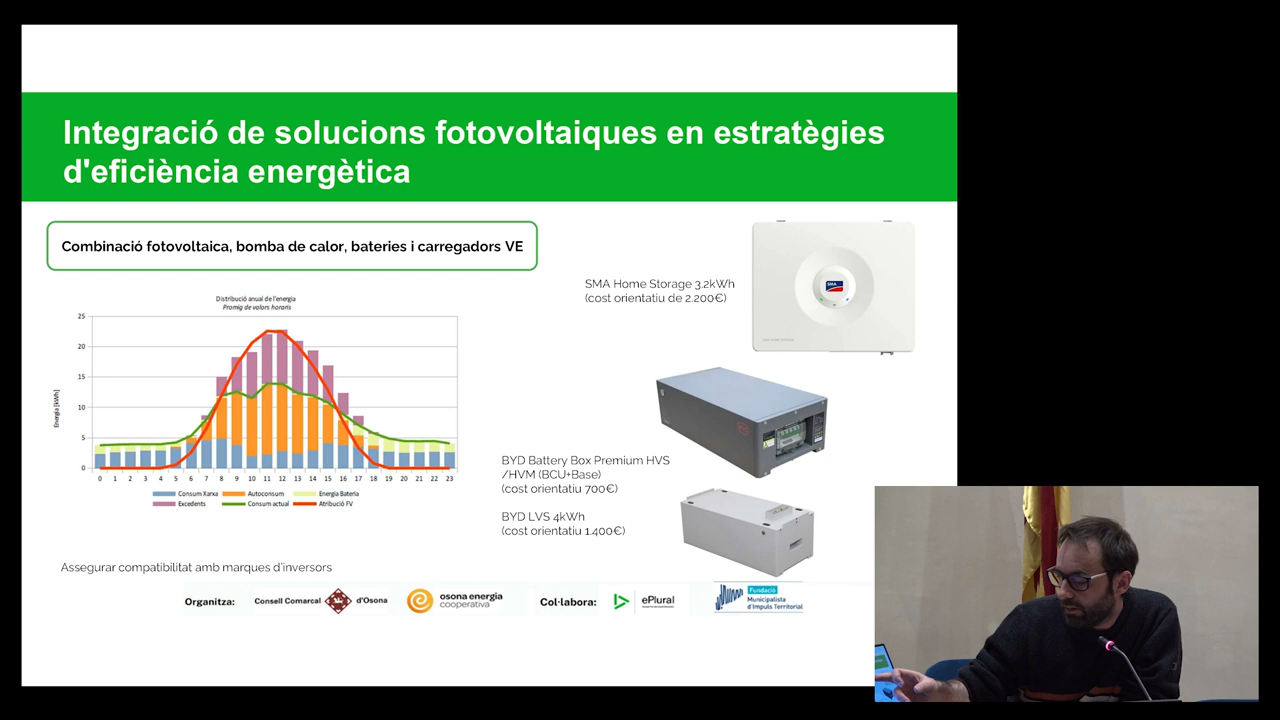 Integració de solucions fotovoltaiques en estratègies
d'eficiència energètica
Combinació fotovoltaica, bomba de calor, bateries i carregadors VE
SMA Home Storage 3.2kWh
(cost orientatiu de 2.200€)
SMA
Distribució anual de l'energia
Promig de valors horaris
Energia [kWh]
25
20
15
10
5
0
0 1 2 3 4 5 6 7 8 9 10 11 12 13 14 15 16 17 18 19 20 21 22 23
Consum Xarxa Autoconsum Energia Bateria
Excedents Consum actual Atribució FV
BYD Battery Box Premium HVS
/HVM (BCU+Base)
(cost orientatiu 700€)
BYD LVS 4kWh
(cost orientatiu 1.400€)
Assegurar compatibilitat amb marques d'inversors
Organitza: Consell Comarcal d'Osona osona energia cooperativa Col·labora: ePlural Fundació Municipalista d'Impuls Territorial